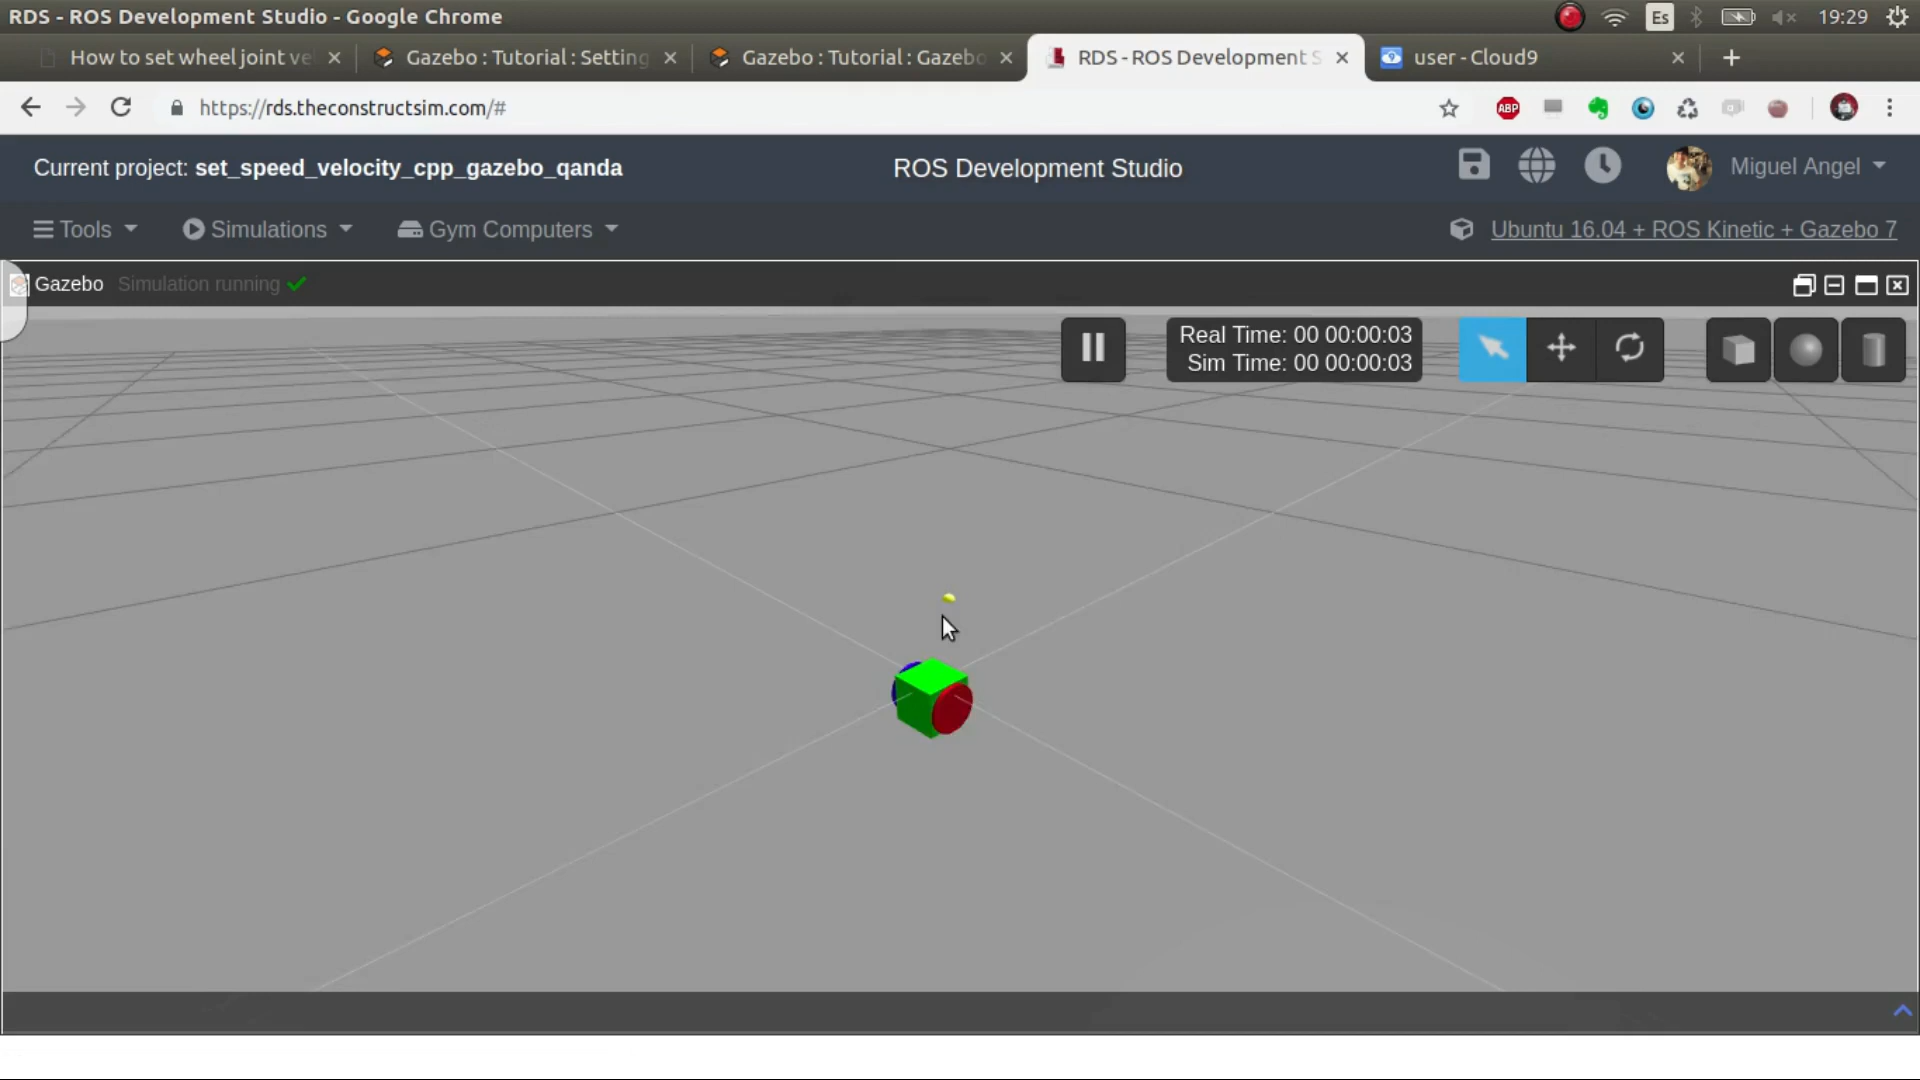 RDS - ROS Development Studio - Google Chrome
Es
19:29
How to set wheel joint ve
Gazebo : Tutorial : Setting
Gazebo : Tutorial : Gazebo
RDS - ROS Development S
user - Cloud9
https://rds.theconstructsim.com/#
ABP
Current project: set_speed_velocity_cpp_gazebo_qanda
ROS Development Studio
Miguel Angel
Tools
Simulations
Gym Computers
Ubuntu 16.04 + ROS Kinetic + Gazebo 7
Gazebo Simulation running
Real Time: 00 00:00:03
Sim Time: 00 00:00:03